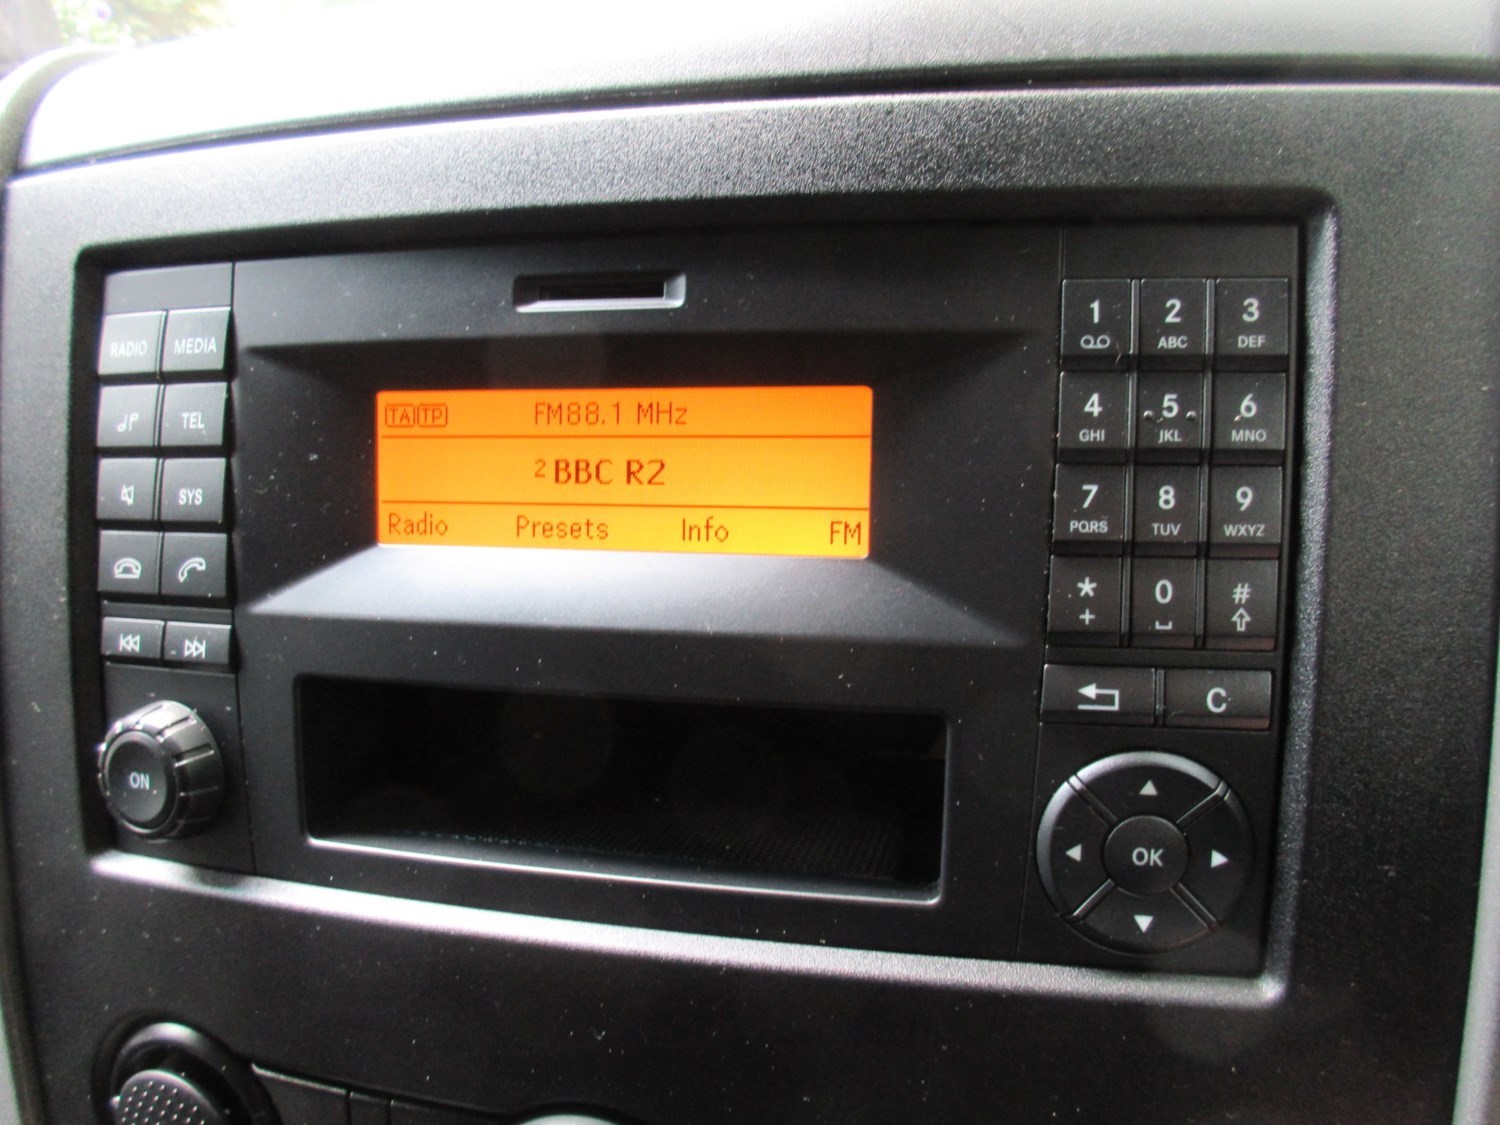 RADIO MEDIA
TEL
SYS
ON
TA TP FM88.1 MHz
2 BBC R2
Radio Presets Info FM
1 2 3
ABC DEF
4 5 6
GHI JKL MNO
7 8 9
PQRS TUV WXYZ
* 0 #
+
C
OK